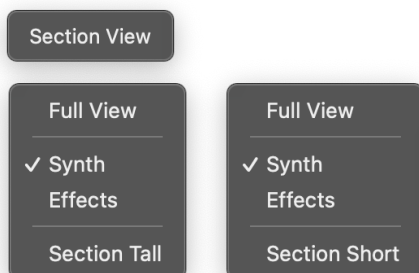 Section View
Full View
✓ Synth
Effects
Section Tall
Full View
✓ Synth
Effects
Section Short